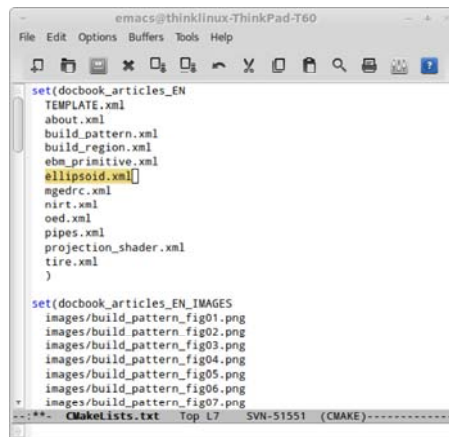 emacs@thinklinux-ThinkPad-T60
File Edit Options Buffers Tools Help
set(docbook_articles_EN
TEMPLATE.xml
about.xml
build_pattern.xml
build_region.xml
ebm_primitive.xml
ellipsoid.xml
mgedrc.xml
nirt.xml
oed.xml
pipes.xml
projection_shader.xml
tire.xml
)
set(docbook_articles_EN_IMAGES
images/build_pattern_fig01.png
images/build_pattern_fig02.png
images/build_pattern_fig03.png
images/build_pattern_fig04.png
images/build_pattern_fig05.png
images/build_pattern_fig06.png
images/build_pattern_fig07.png
--:**- CMakeLists.txt Top L7 SVN-51551 (CMAKE)------------